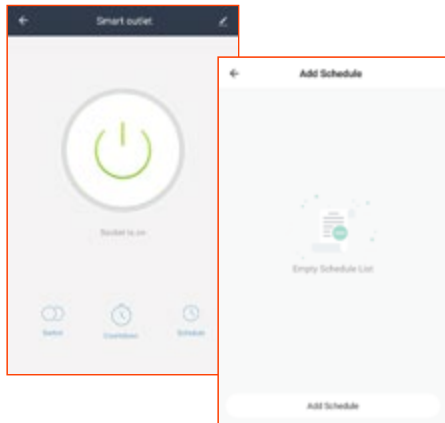 Smart outlet
Socket is on
Switch
Countdown
Schedule
Add Schedule
Empty Schedule List
Add Schedule